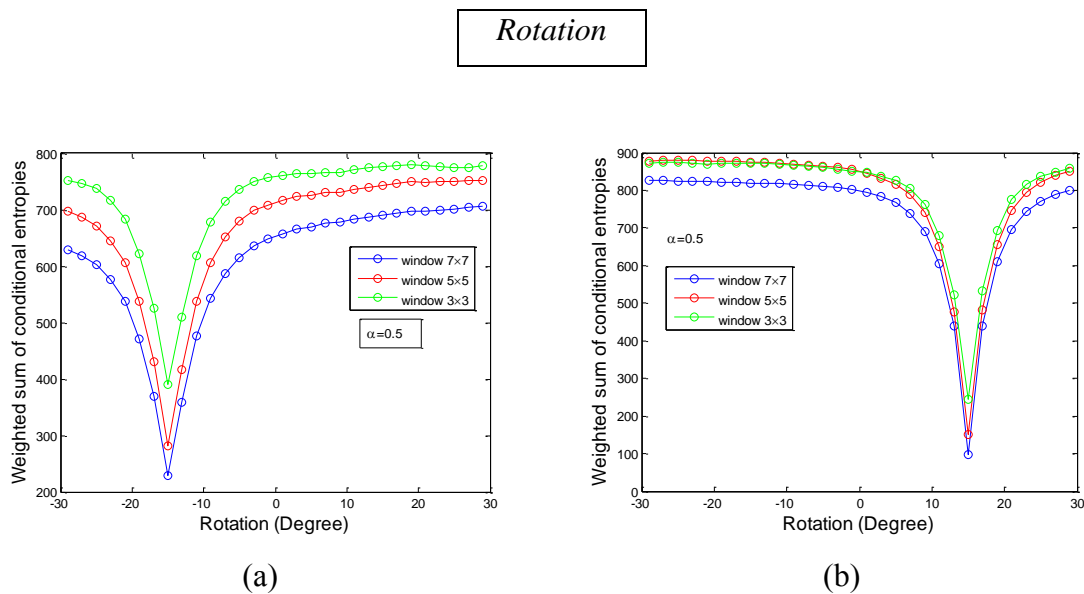 Rotation
800
700
600
500
400
300
200
-30 -20 -10 0 10 20 30
Weighted sum of conditional entropies
Rotation (Degree)
window 7×7
window 5×5
window 3×3
α=0.5
(a)
900
800
700
600
500
400
300
200
100
0
-30 -20 -10 0 10 20 30
Weighted sum of conditional entropies
Rotation (Degree)
α=0.5
window 7×7
window 5×5
window 3×3
(b)